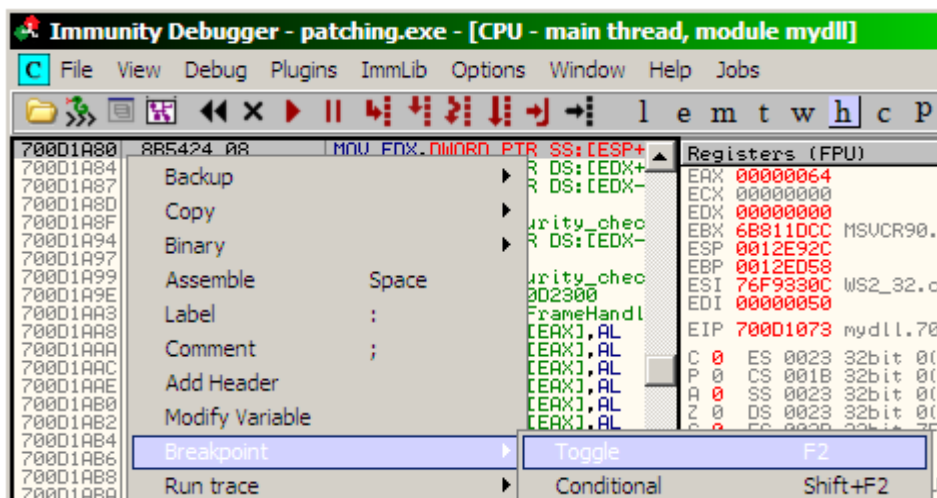 Immunity Debugger - patching.exe - [CPU - main thread, module mydll]
C File View Debug Plugins ImmLib Options Window Help Jobs
l e m t w h c P
700D1A80 8B5424 08 MOV EDX,DWORD PTR SS:[ESP+ Registers (FPU)
700D1A84 R DS:[EDX+ EAX 00000064
700D1A87 Backup R DS:[EDX- ECX 00000000
700D1A8D EDX 00000000
700D1A8F Copy urity_chec EBX 6B811DCC MSVCR90.
700D1A94 Binary R DS:[EDX- ESP 0012E92C
700D1A97 EBP 0012ED58
700D1A99 Assemble Space urity_chec ESI 76F9330C WS2_32.
700D1A9E 0D2300 EDI 00000050
700D1AA3 Label : FrameHandl
700D1AA8 [EAX],AL EIP 700D1073 mydll.70
700D1AAA Comment ; [EAX],AL
700D1AAC [EAX],AL C 0 ES 0023 32bit 0(
700D1AAE Add Header [EAX],AL P 0 CS 001B 32bit 0(
700D1AB0 [EAX],AL A 0 SS 0023 32bit 0(
700D1AB2 Modify Variable [EAX],AL Z 0 DS 0023 32bit 0(
700D1AB4
700D1AB6 Breakpoint Toggle F2
700D1AB8 Run trace Conditional Shift+F2
700D1ABA